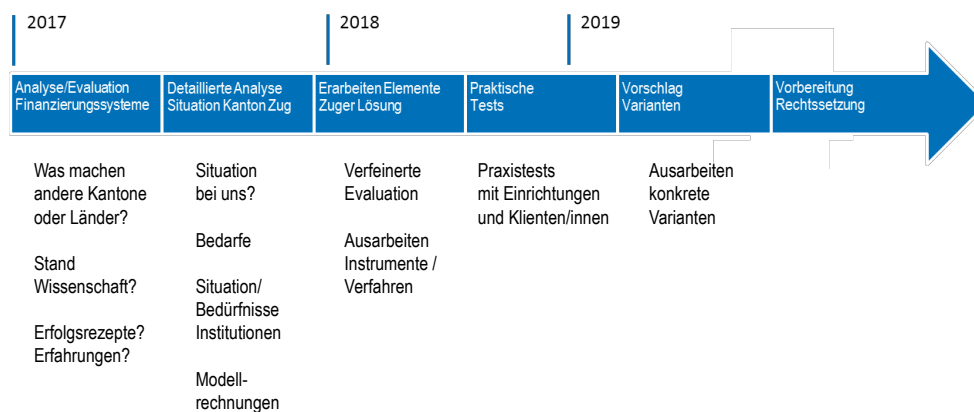 2017
2018
2019
Analyse/Evaluation
Finanzierungssysteme
Detaillierte Analyse
Situation Kanton Zug
Erarbeiten Elemente
Zuger Lösung
Praktische
Tests
Vorschlag
Varianten
Vorbereitung
Rechtssetzung
Was machen
andere Kantone
oder Länder?
Stand
Wissenschaft?
Erfolgsrezepte?
Erfahrungen?
Situation
bei uns?
Bedarfe
Situation/
Bedürfnisse
Institutionen
Modell-
rechnungen
Verfeinerte
Evaluation
Ausarbeiten
Instrumente /
Verfahren
Praxistests
mit Einrichtungen
und Klienten/innen
Ausarbeiten
konkrete
Varianten